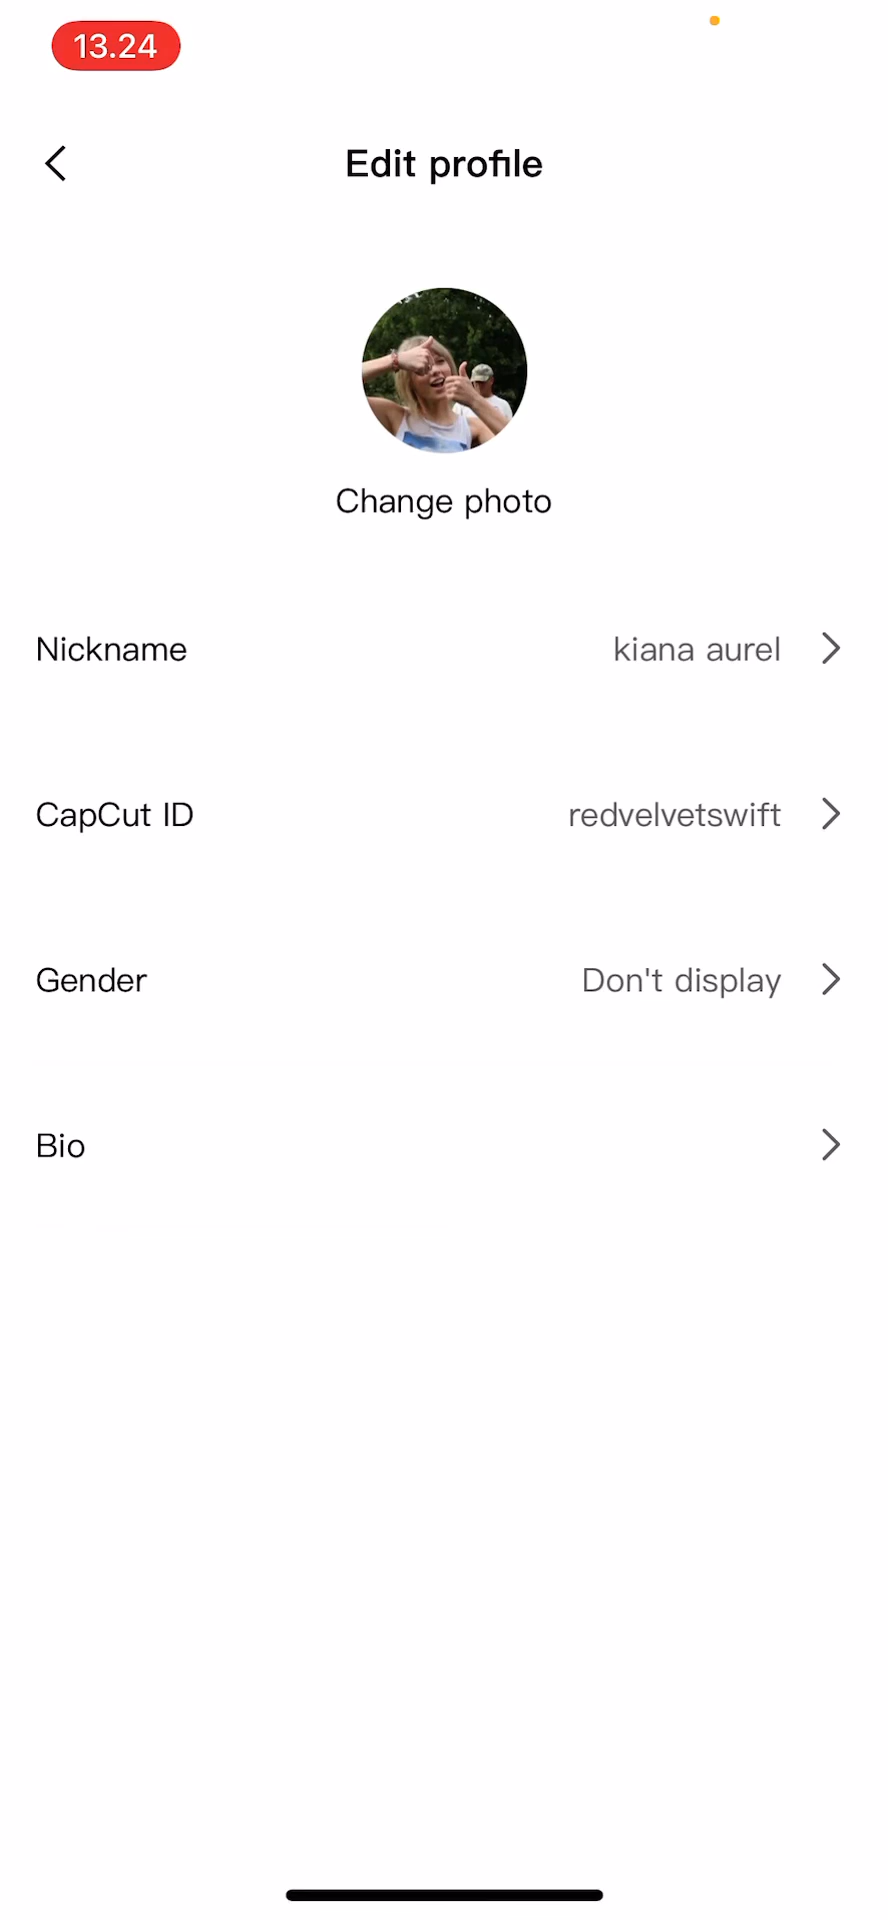 13.24
Edit profile
Change photo
Nickname kiana aurel
CapCut ID redvelvetswift
Gender Don't display
Bio